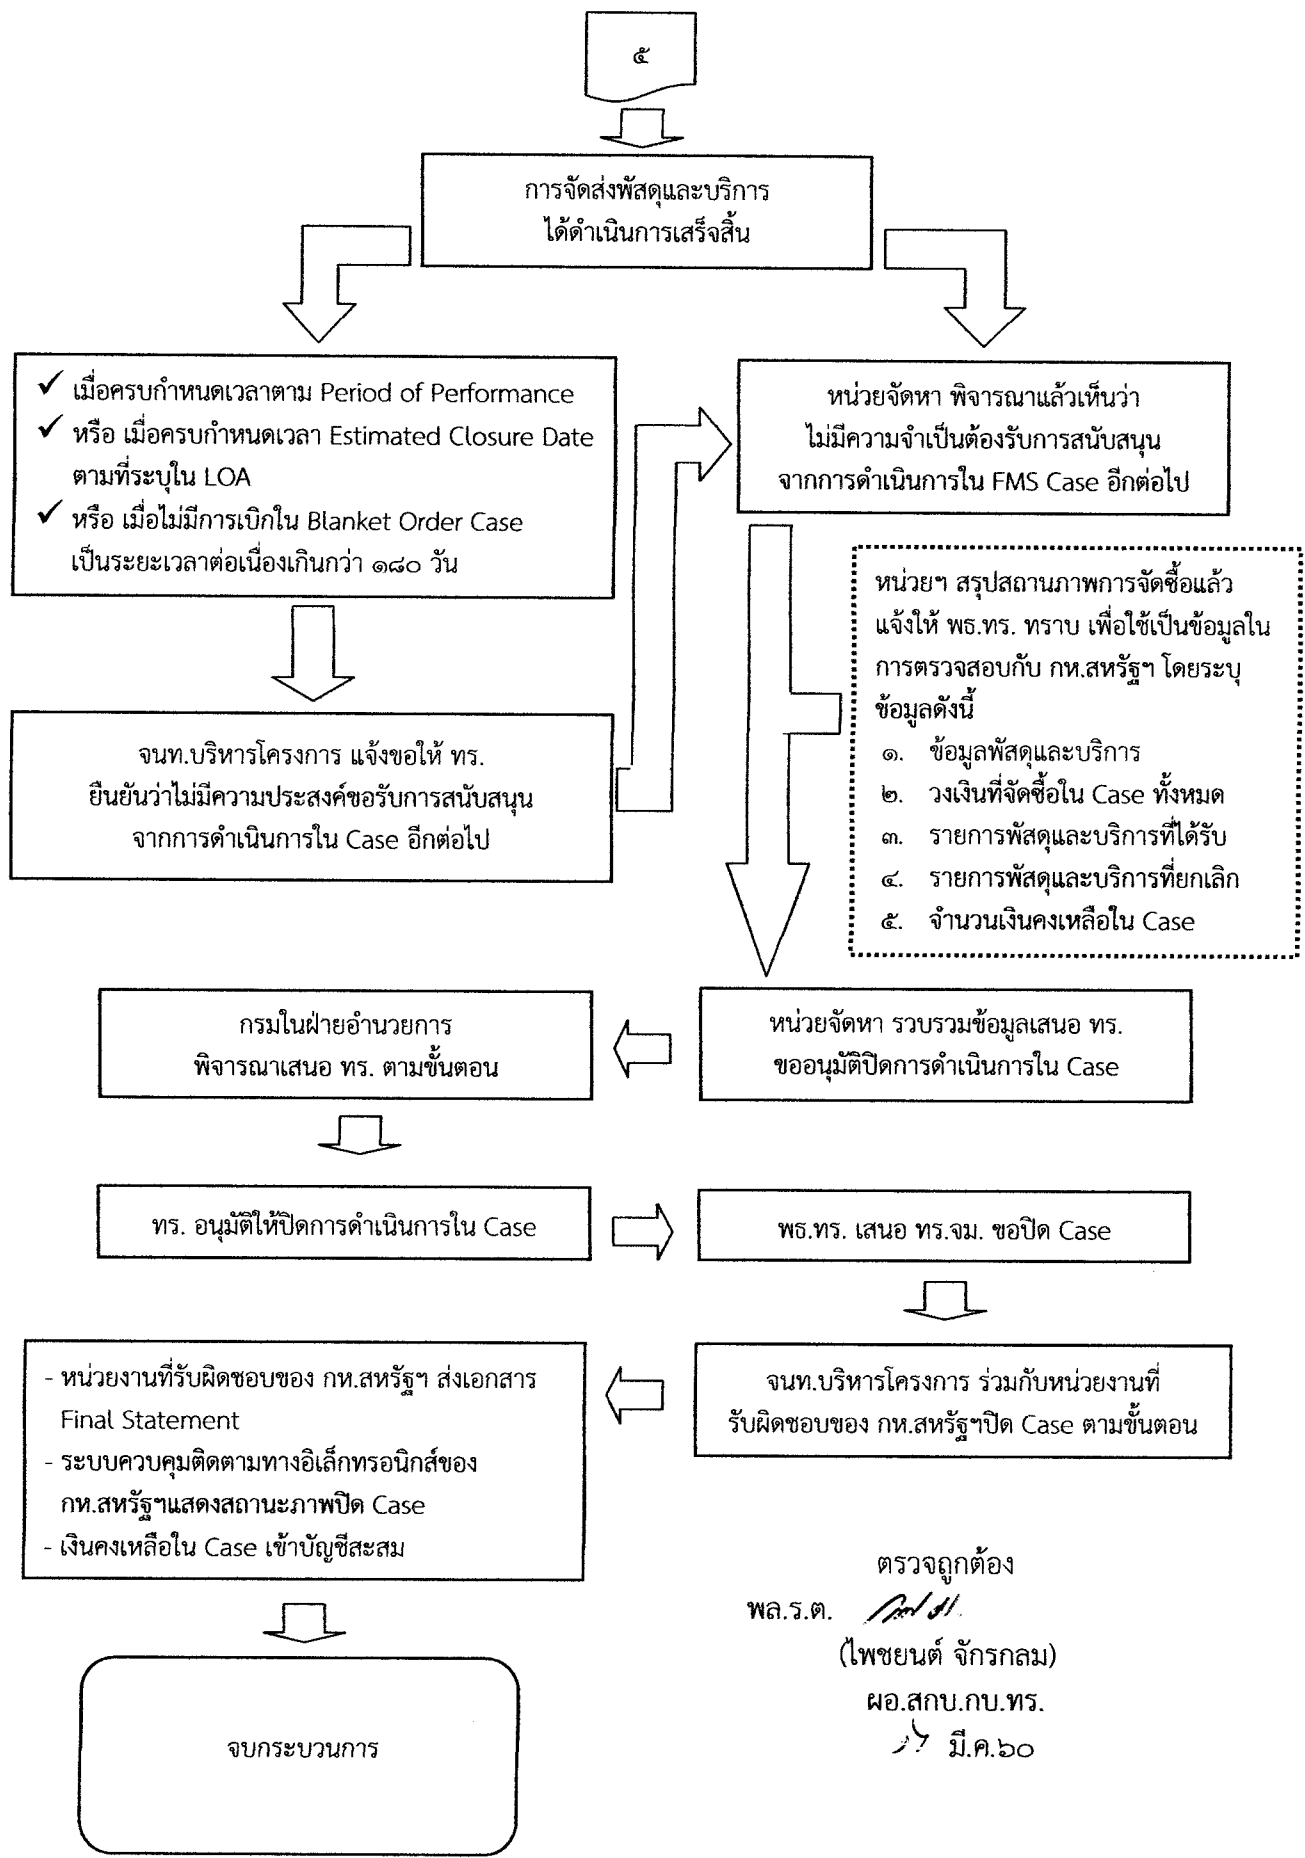 ๕
การจัดส่งพัสดุและบริการ
ได้ดำเนินการเสร็จสิ้น
✓ เมื่อครบกำหนดเวลาตาม Period of Performance
✓ หรือ เมื่อครบกำหนดเวลา Estimated Closure Date
ตามที่ระบุใน LOA
✓ หรือ เมื่อไม่มีการเบิกใน Blanket Order Case
เป็นระยะเวลาต่อเนื่องเกินกว่า ๑๘๐ วัน
หน่วยจัดหา พิจารณาแล้วเห็นว่า
ไม่มีความจำเป็นต้องรับการสนับสนุน
จากการดำเนินการใน FMS Case อีกต่อไป
จนท.บริหารโครงการ แจ้งขอให้ ทร.
ยืนยันว่าไม่มีความประสงค์ขอรับการสนับสนุน
จากการดำเนินการใน Case อีกต่อไป
หน่วยฯ สรุปสถานภาพการจัดซื้อแล้ว
แจ้งให้ พธ.ทร. ทราบ เพื่อใช้เป็นข้อมูลใน
การตรวจสอบกับ กห.สหรัฐฯ โดยระบุ
ข้อมูลดังนี้
๑. ข้อมูลพัสดุและบริการ
๒. วงเงินที่จัดซื้อใน Case ทั้งหมด
๓. รายการพัสดุและบริการที่ได้รับ
๔. รายการพัสดุและบริการที่ยกเลิก
๕. จำนวนเงินคงเหลือใน Case
หน่วยจัดหา รวบรวมข้อมูลเสนอ ทร.
ขออนุมัติปิดการดำเนินการใน Case
กรมในฝ่ายอำนวยการ
พิจารณาเสนอ ทร. ตามขั้นตอน
ทร. อนุมัติให้ปิดการดำเนินการใน Case
พธ.ทร. เสนอ ทร.จม. ขอปิด Case
จนท.บริหารโครงการ ร่วมกับหน่วยงานที่
รับผิดชอบของ กห.สหรัฐฯปิด Case ตามขั้นตอน
- หน่วยงานที่รับผิดชอบของ กห.สหรัฐฯ ส่งเอกสาร
Final Statement
- ระบบควบคุมติดตามทางอิเล็กทรอนิกส์ของ
กห.สหรัฐฯแสดงสถานะภาพปิด Case
- เงินคงเหลือใน Case เข้าบัญชีสะสม
จบกระบวนการ
ตรวจถูกต้อง
พล.ร.ต.
(ไพชยนต์ จักรกลม)
ผอ.สกบ.กบ.ทร.
มี.ค.๖๐